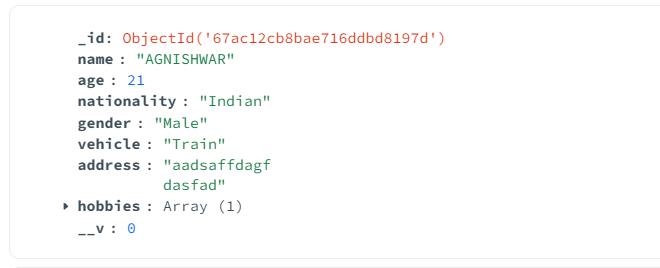 _id: ObjectId('67ac12cb8bae716ddbd8197d')
name : "AGNISHWAR"
age : 21
nationality : "Indian"
gender : "Male"
vehicle : "Train"
address : "aadsaffdagf
dasfad"
hobbies : Array (1)
__v : 0